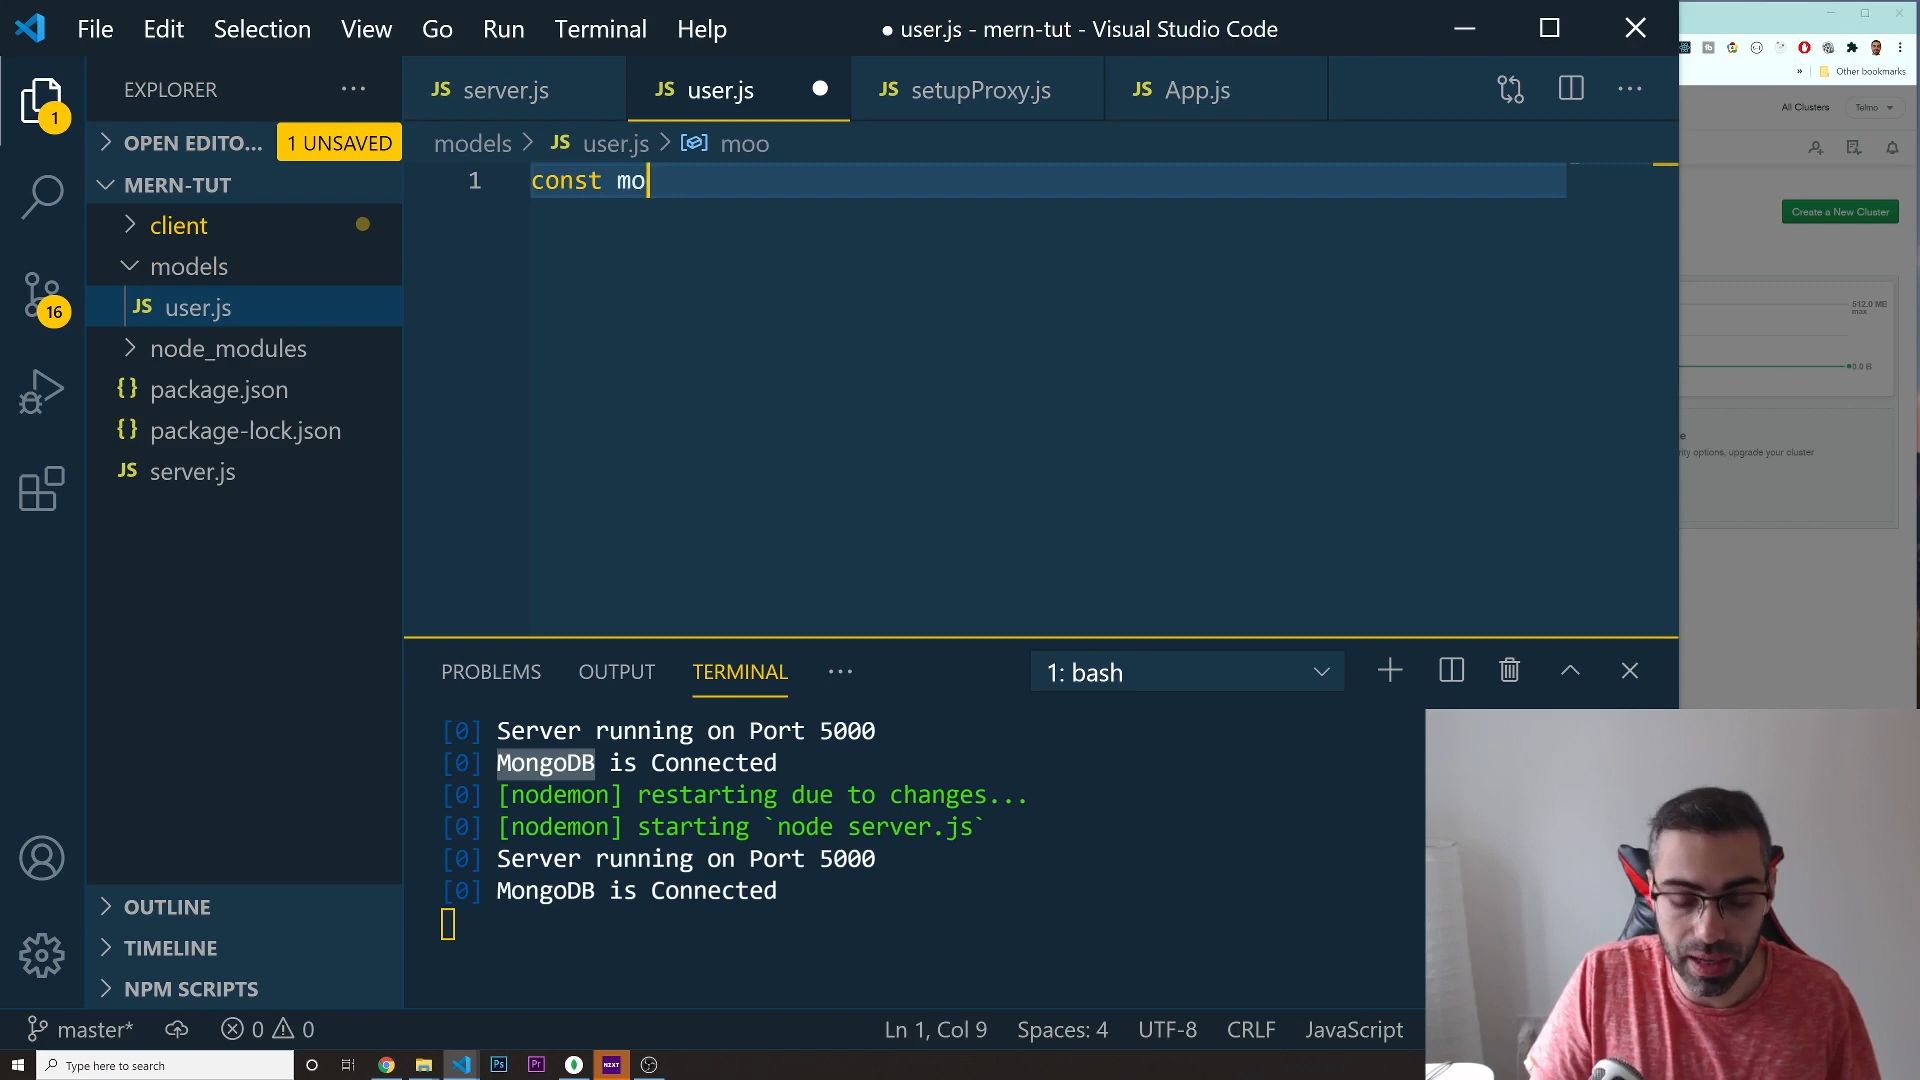 File Edit Selection View Go Run Terminal Help
● user.js - mern-tut - Visual Studio Code
EXPLORER
JS server.js
JS user.js
JS setupProxy.js
JS App.js
OPEN EDITO... 1 UNSAVED
models > JS user.js > moo
MERN-TUT
1 const mo
client
models
JS user.js
node_modules
{} package.json
{} package-lock.json
JS server.js
1
16
PROBLEMS OUTPUT TERMINAL ... 1: bash
[0] Server running on Port 5000
[0] MongoDB is Connected
[0] [nodemon] restarting due to changes...
[0] [nodemon] starting `node server.js`
[0] Server running on Port 5000
[0] MongoDB is Connected
OUTLINE
TIMELINE
NPM SCRIPTS
master* 0 0 Ln 1, Col 9 Spaces: 4 UTF-8 CRLF JavaScript
Type here to search
Ps
Pr
NZXT
» Other bookmarks
All Clusters Telmo
Create a New Cluster
512.0 MB
max
0.0 B
rity options, upgrade your cluster